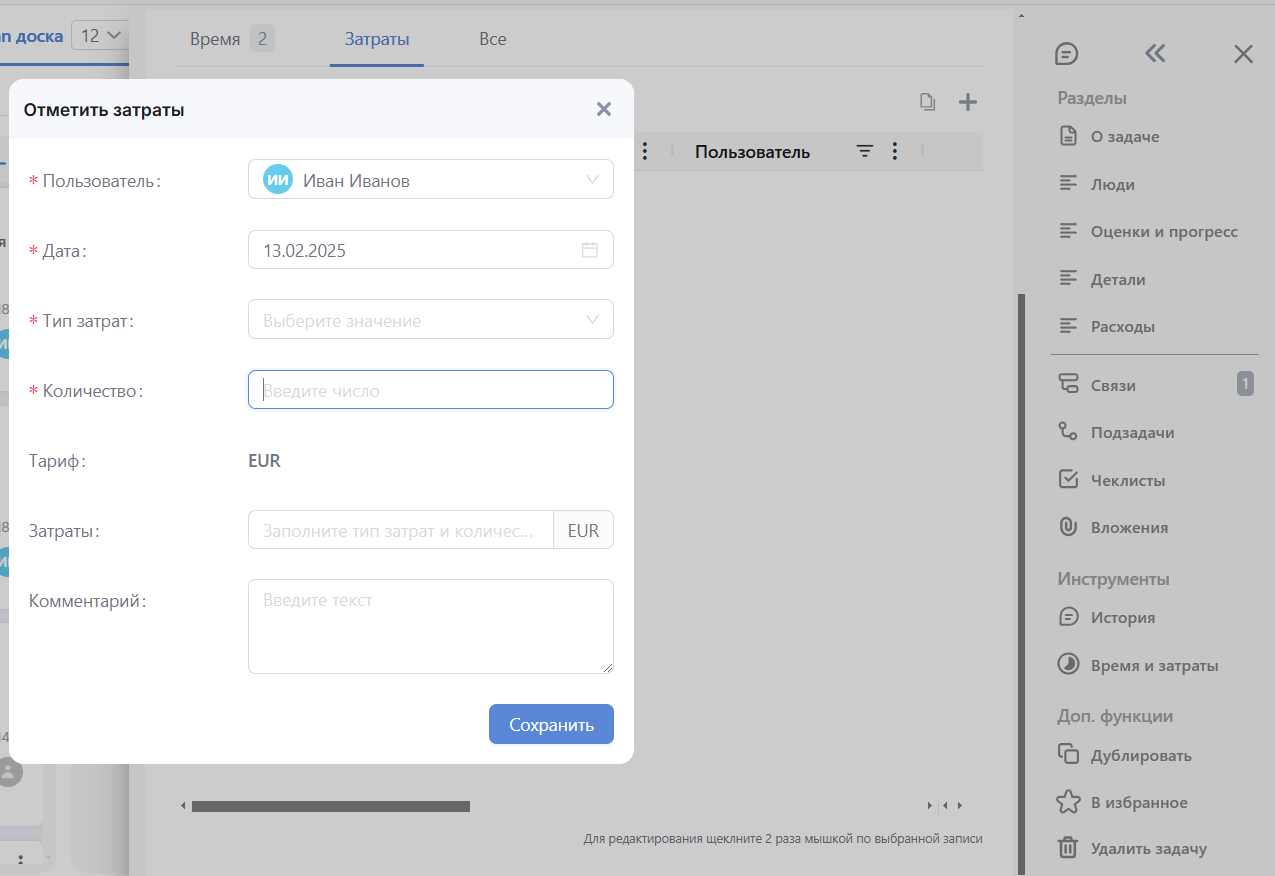 n доска 12
Время 2 Затраты Все
Отметить затраты
Пользователь
* Пользователь: ИИ Иван Иванов
* Дата: 13.02.2025
* Тип затрат: Выберите значение
* Количество: Введите число
Тариф: EUR
Затраты: Заполните тип затрат и количес... EUR
Комментарий: Введите текст
Сохранить
Для редактирования щеклните 2 раза мышкой по выбранной записи
Разделы
О задаче
Люди
Оценки и прогресс
Детали
Расходы
Связи 1
Подзадачи
Чеклисты
Вложения
Инструменты
История
Время и затраты
Доп. функции
Дублировать
В избранное
Удалить задачу